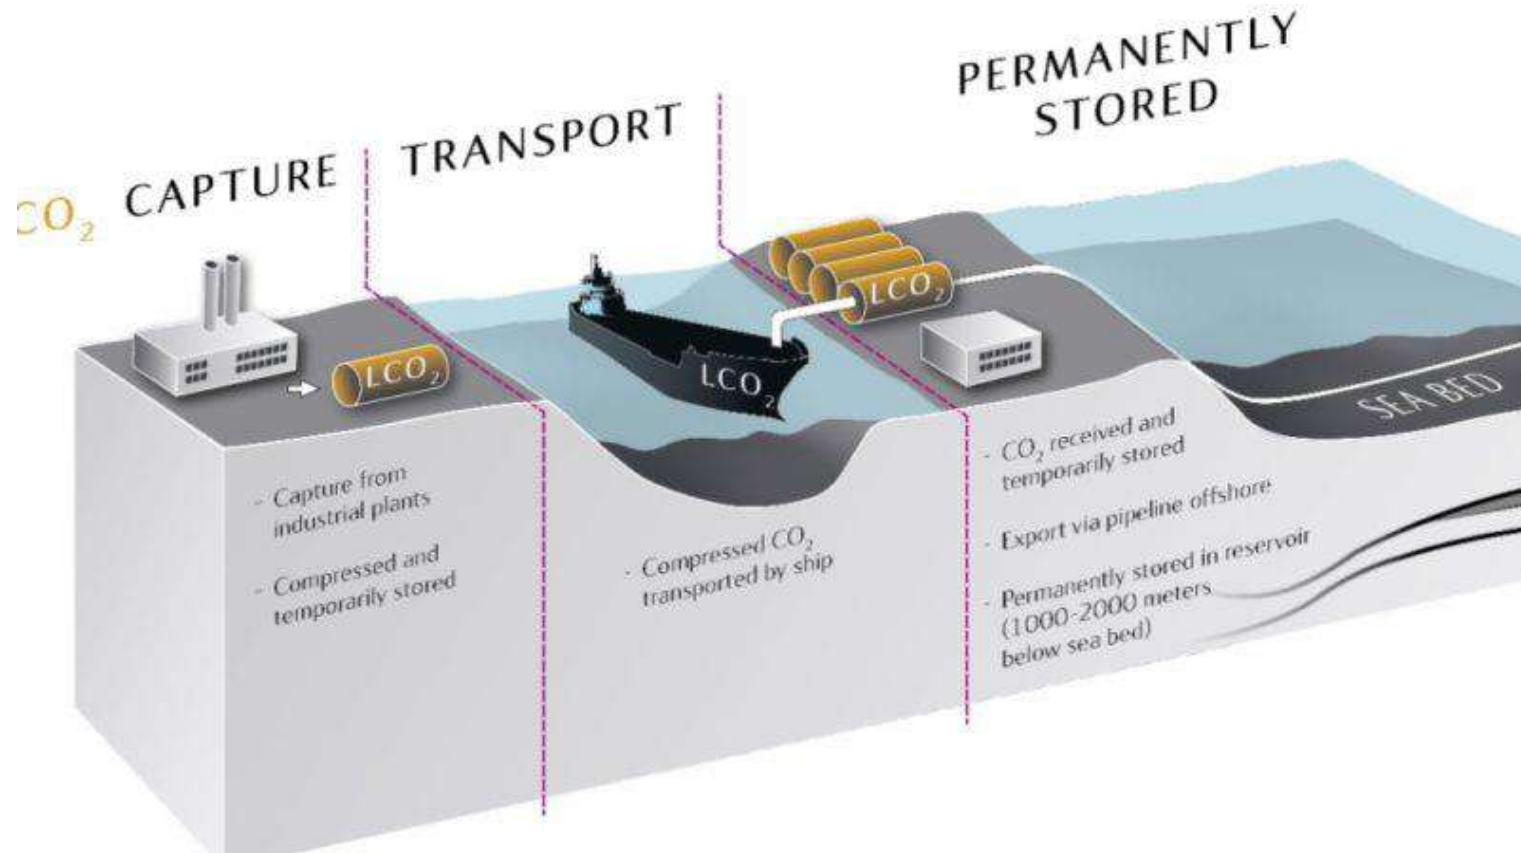 CO₂ CAPTURE
TRANSPORT
PERMANENTLY
STORED
LCO₂
LCO₂
LCO₂
SEA BED
- Capture from
industrial plants
- Compressed and
temporarily stored
- Compressed CO₂
transported by ship
- CO₂ received and
temporarily stored
- Export via pipeline offshore
- Permanently stored in reservoir
(1000-2000 meters
below sea bed)